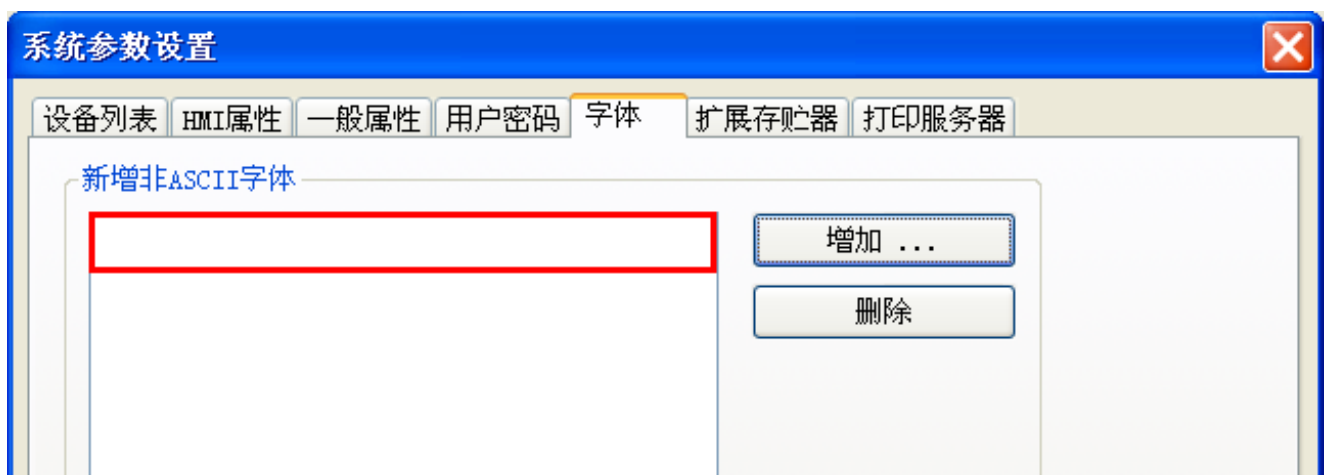 系统参数设置
设备列表 HMI属性 一般属性 用户密码 字体 扩展存贮器 打印服务器
新增非ASCII字体
增加 ...
删除